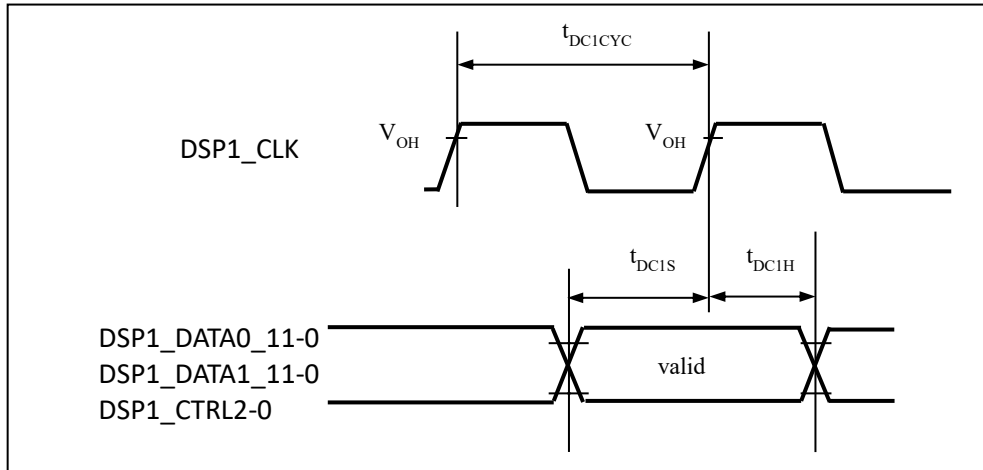 tDC1CYC
VOH
VOH
DSP1_CLK
tDC1S
tDC1H
DSP1_DATA0_11-0
DSP1_DATA1_11-0
valid
DSP1_CTRL2-0